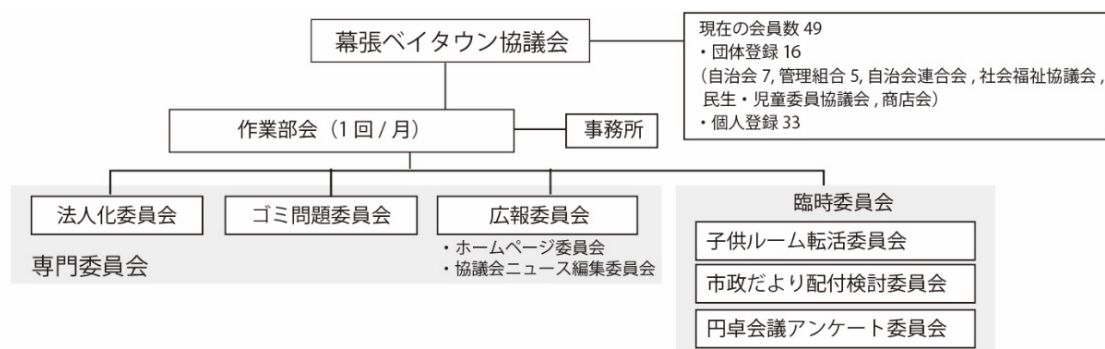 幕張ベイタウン協議会
現在の会員数 49
・団体登録 16
（自治会 7, 管理組合 5, 自治会連合会 , 社会福祉協議会 ,
民生・児童委員協議会 , 商店会）
・個人登録 33
作業部会（1 回 / 月）
事務所
法人化委員会
ゴミ問題委員会
広報委員会
・ホームページ委員会
・協議会ニュース編集委員会
専門委員会
臨時委員会
子供ルーム転活委員会
市政だより配付検討委員会
円卓会議アンケート委員会